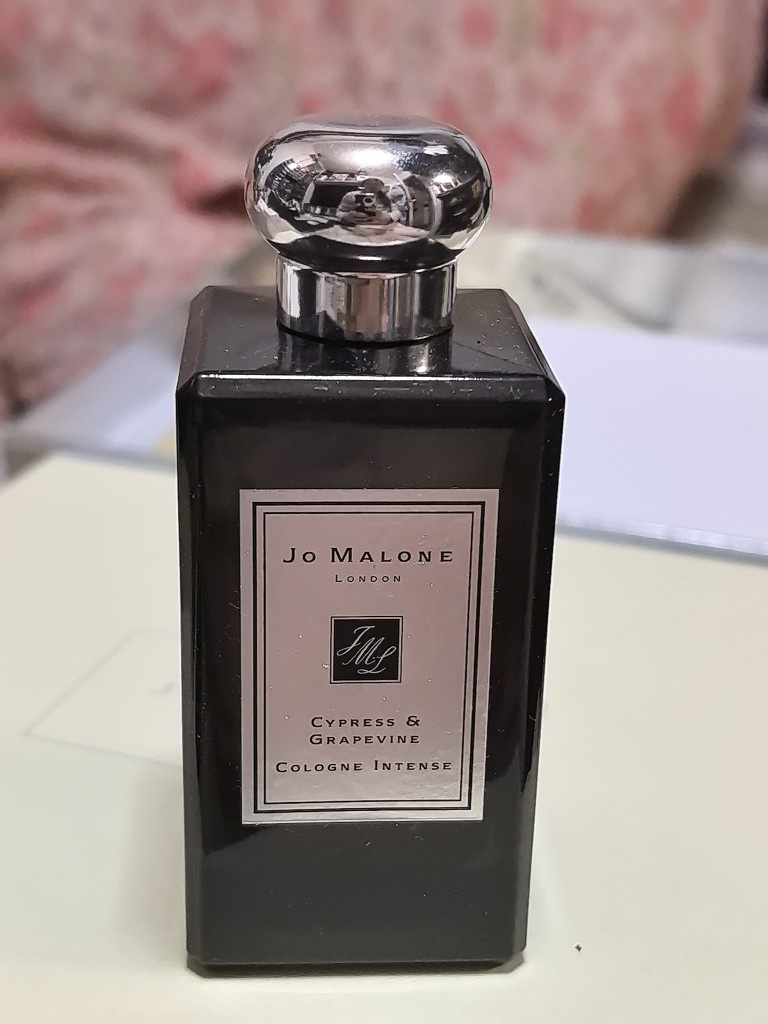 JO MALONE
LONDON
JML
CYPRESS &
GRAPEVINE
COLOGNE INTENSE